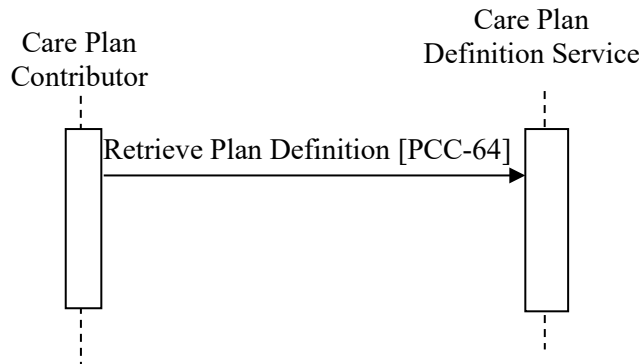 Care Plan
Contributor
Care Plan
Definition Service
Retrieve Plan Definition [PCC-64]